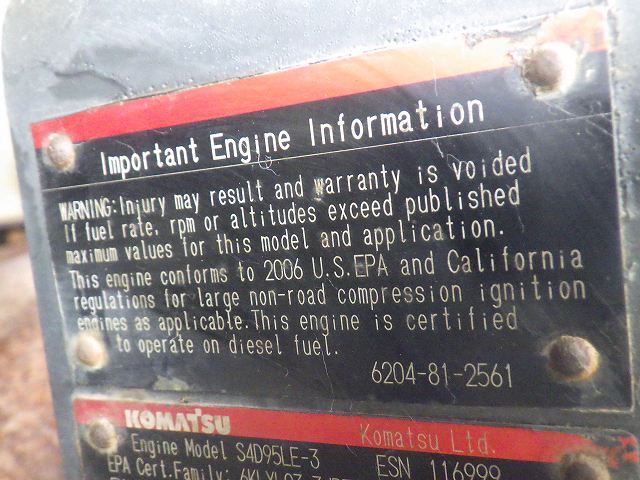 Important Engine Information
WARNING:Injury may result and warranty is voided
If fuel rate, rpm or altitudes exceed published
maximum values for this model and application.
This engine conforms to 2006 U.S.EPA and California
regulations for large non-road compression ignition
engines as applicable.This engine is certified
to operate on diesel fuel.
6204-81-2561
KOMATSU Komatsu Ltd.
Engine Model S4D95LE-3 ESN 116999
EPA Cert.Family: